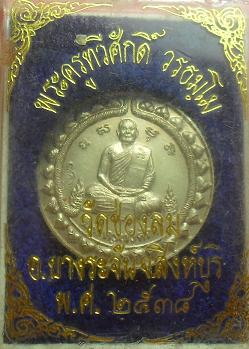 พระครูทิวศักดิ์ วรธมฺโม
วัดช่องลม
อ.บางระจัน จ.สิงห์บุรี
พ.ศ. ๒๕๓๘